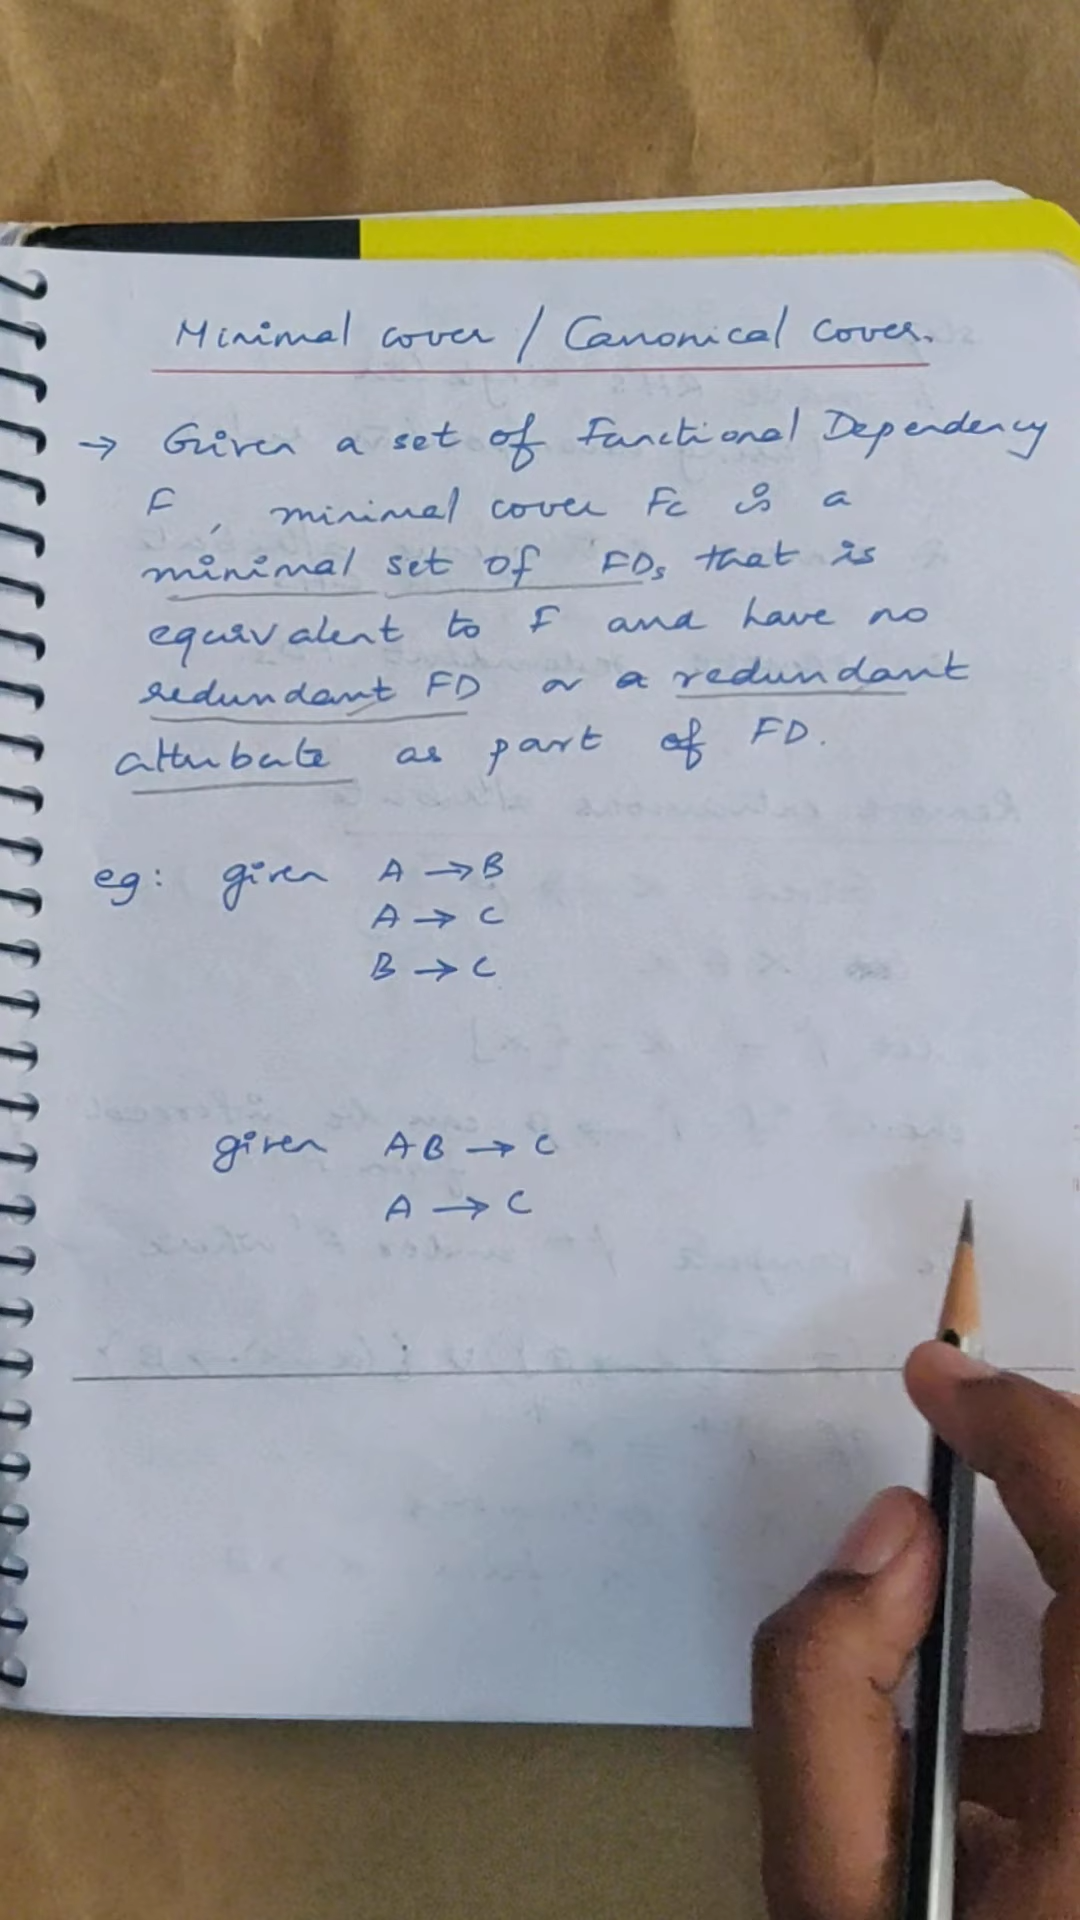 Minimal cover / Canonical cover.
→ Given a set of Functional Dependency
F, minimal cover Fc is a
minimal set of FDs that is
equivalent to F and have no
redundant FD or a redundant
attribute as part of FD.
eg: given A → B
A → C
B → C
given AB → C
A → C